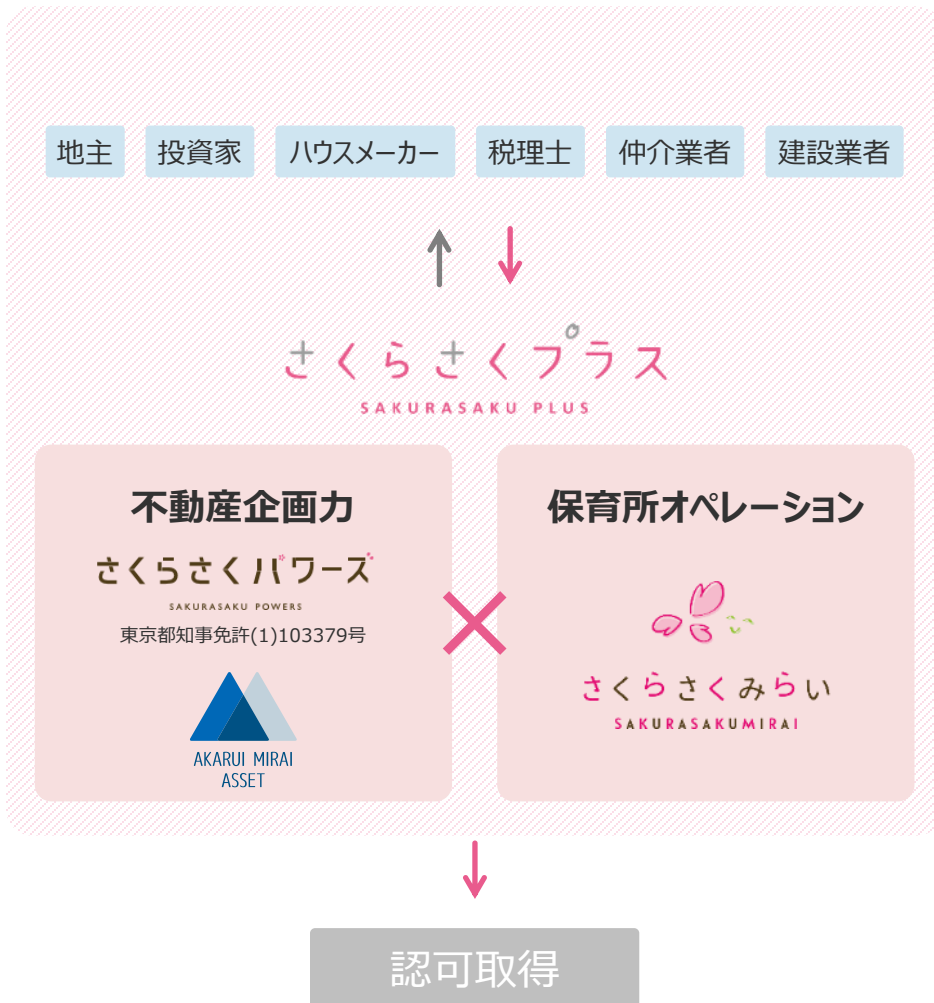 地主 投資家 ハウスメーカー 税理士 仲介業者 建設業者
さくらさくプラス
SAKURASAKU PLUS
不動産企画力
さくらさくパワーズ
SAKURASAKU POWERS
東京都知事免許(1)103379号
AKARUI MIRAI
ASSET
保育所オペレーション
さくらさくみらい
SAKURASAKUMIRAI
認可取得